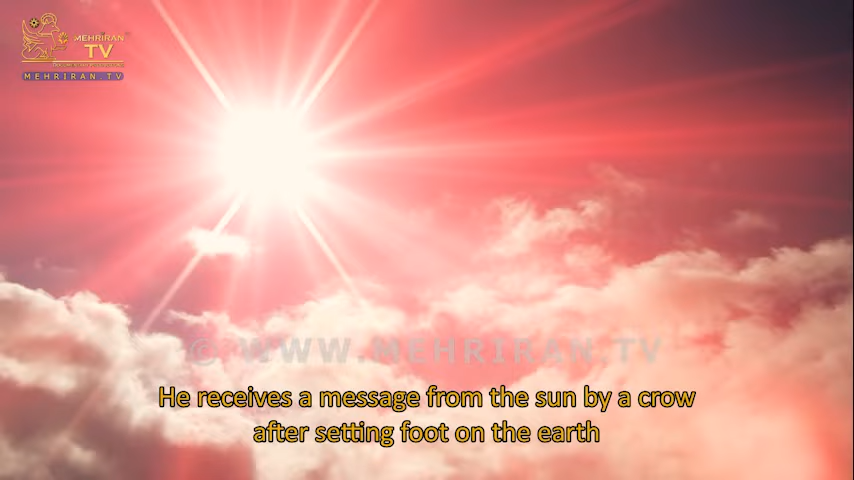 MEHRIRAN
TV
MEHRIRAN.TV
© WWW.MEHRIRAN.TV
He receives a message from the sun by a crow
after setting foot on the earth